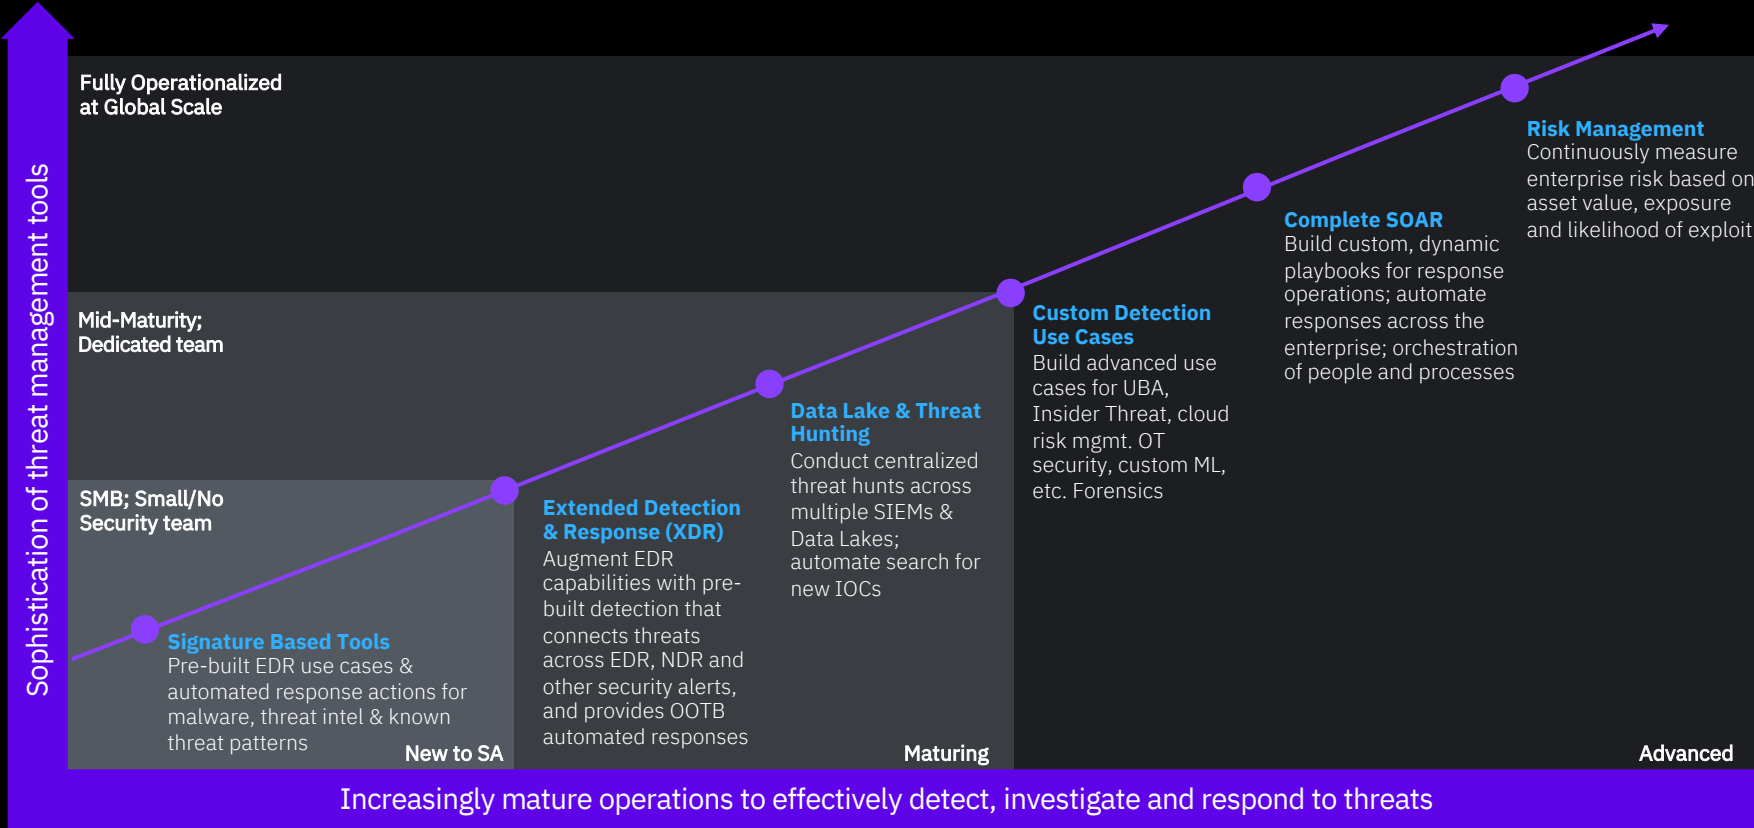 Sophistication of threat management tools
Fully Operationalized
at Global Scale
Mid-Maturity;
Dedicated team
SMB; Small/No
Security team
Signature Based Tools
Pre-built EDR use cases &
automated response actions for
malware, threat intel & known
threat patterns
New to SA
Extended Detection
& Response (XDR)
Augment EDR
capabilities with pre-
built detection that
connects threats
across EDR, NDR and
other security alerts,
and provides OOTB
automated responses
Data Lake & Threat
Hunting
Conduct centralized
threat hunts across
multiple SIEMs &
Data Lakes;
automate search for
new IOCs
Maturing
Custom Detection
Use Cases
Build advanced use
cases for UBA,
Insider Threat, cloud
risk mgmt. OT
security, custom ML,
etc. Forensics
Complete SOAR
Build custom, dynamic
playbooks for response
operations; automate
responses across the
enterprise; orchestration
of people and processes
Risk Management
Continuously measure
enterprise risk based on
asset value, exposure
and likelihood of exploit
Advanced
Increasingly mature operations to effectively detect, investigate and respond to threats